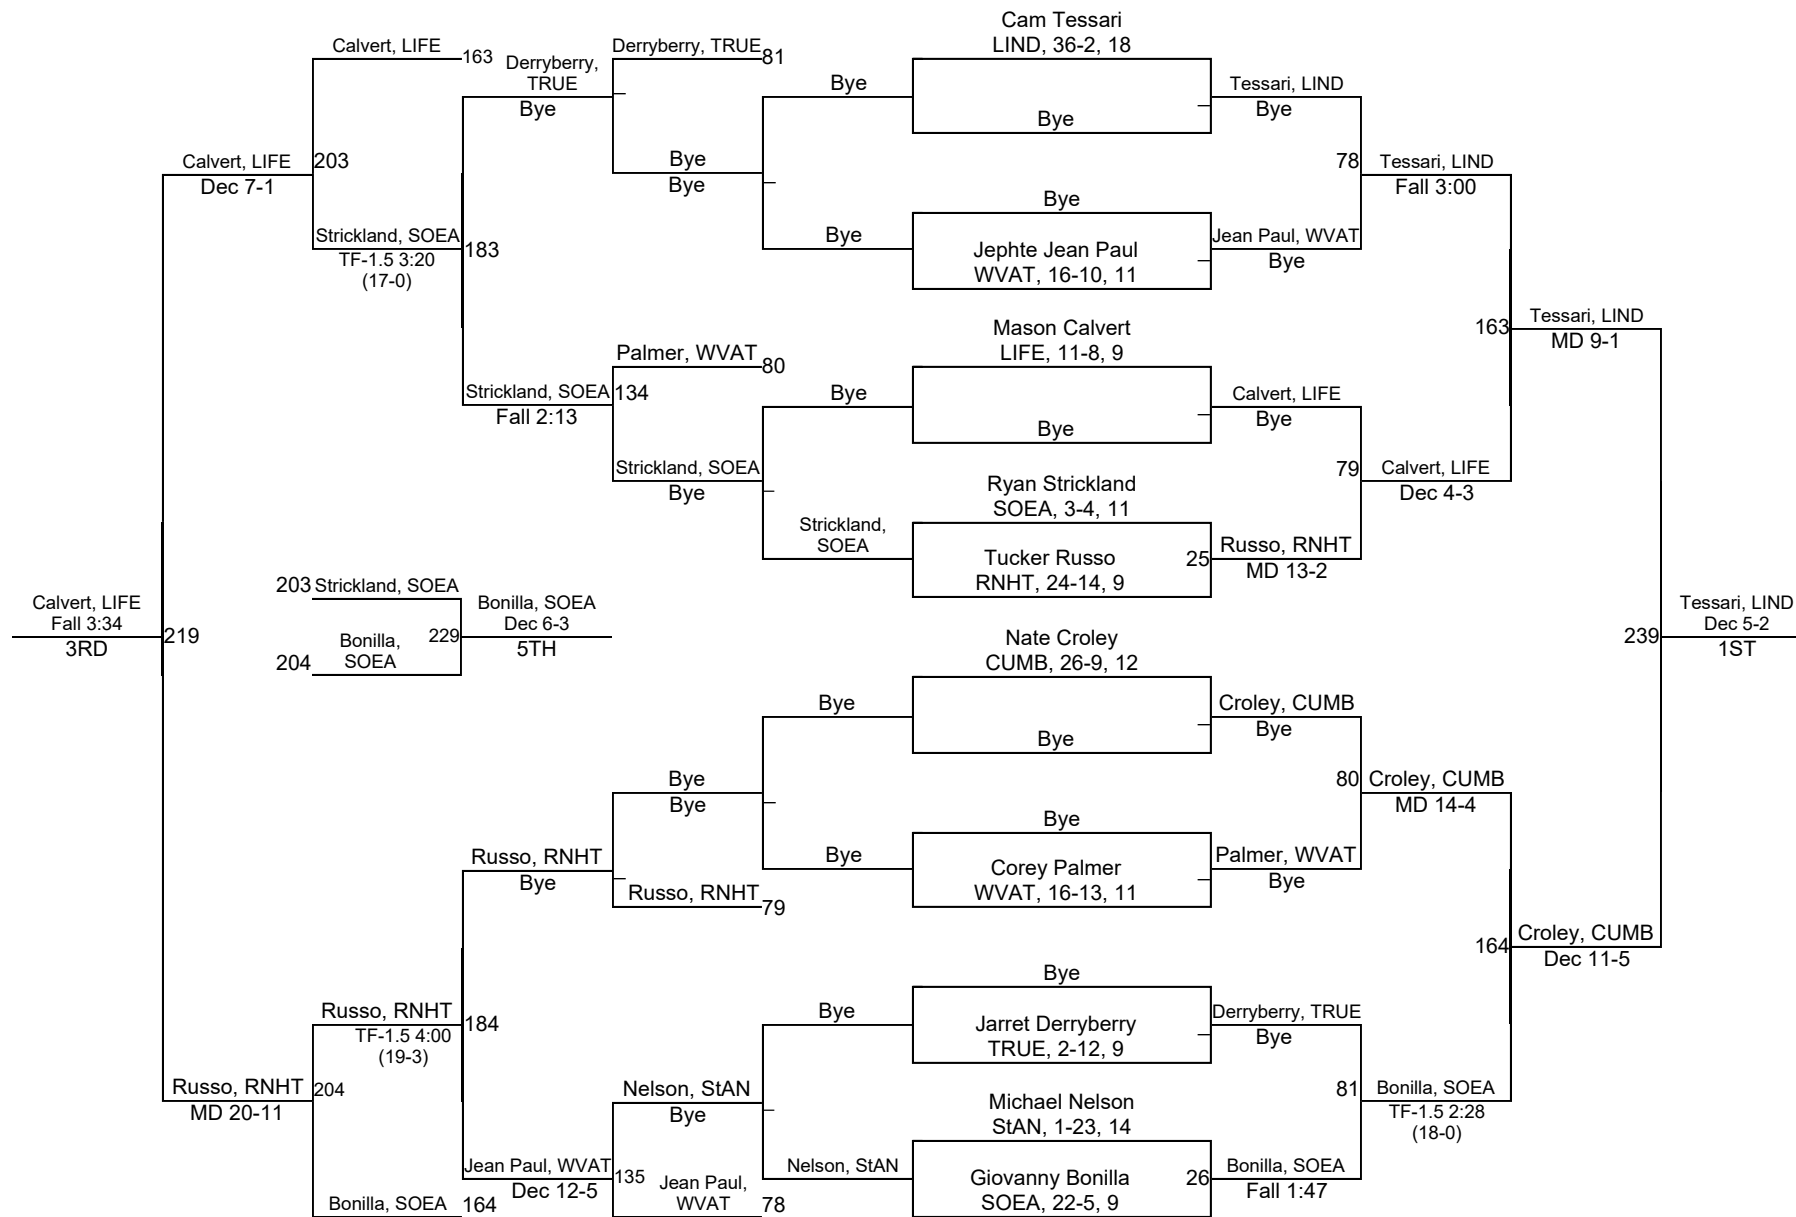 Cam Tessari
LIND, 36-2, 18
Calvert, LIFE
163
Derryberry,
TRUE
Bye
Derryberry, TRUE
81
Bye
Bye
Tessari, LIND
Bye
Calvert, LIFE
203
Dec 7-1
Bye
Bye
78
Tessari, LIND
Fall 3:00
Strickland, SOEA
183
TF-1.5 3:20
(17-0)
Bye
Bye
Jephte Jean Paul
WVAT, 16-10, 11
Jean Paul, WVAT
Bye
Mason Calvert
LIFE, 11-8, 9
163
Tessari, LIND
MD 9-1
Palmer, WVAT
80
Strickland, SOEA
134
Fall 2:13
Bye
Bye
Calvert, LIFE
Bye
Strickland, SOEA
Bye
79
Calvert, LIFE
Dec 4-3
Ryan Strickland
SOEA, 3-4, 11
Strickland,
SOEA
Tucker Russo
RNHT, 24-14, 9
25
Russo, RNHT
MD 13-2
Calvert, LIFE
Fall 3:34
3RD
219
203
Strickland, SOEA
Bonilla,
SOEA
204
229
Bonilla, SOEA
Dec 6-3
5TH
239
Tessari, LIND
Dec 5-2
1ST
Nate Croley
CUMB, 26-9, 12
Bye
Bye
Croley, CUMB
Bye
Bye
Bye
80
Croley, CUMB
MD 14-4
Russo, RNHT
Bye
Bye
Bye
Corey Palmer
WVAT, 16-13, 11
Palmer, WVAT
Bye
Russo, RNHT
79
164
Croley, CUMB
Dec 11-5
Russo, RNHT
184
TF-1.5 4:00
(19-3)
Bye
Bye
Jarret Derryberry
TRUE, 2-12, 9
Derryberry, TRUE
Bye
Russo, RNHT
204
MD 20-11
Nelson, StAN
Bye
Michael Nelson
StAN, 1-23, 14
81
Bonilla, SOEA
TF-1.5 2:28
(18-0)
Jean Paul, WVAT
135
Dec 12-5
Nelson, StAN
Giovanny Bonilla
SOEA, 22-5, 9
26
Bonilla, SOEA
Fall 1:47
Bonilla, SOEA
164
Jean Paul,
WVAT
78